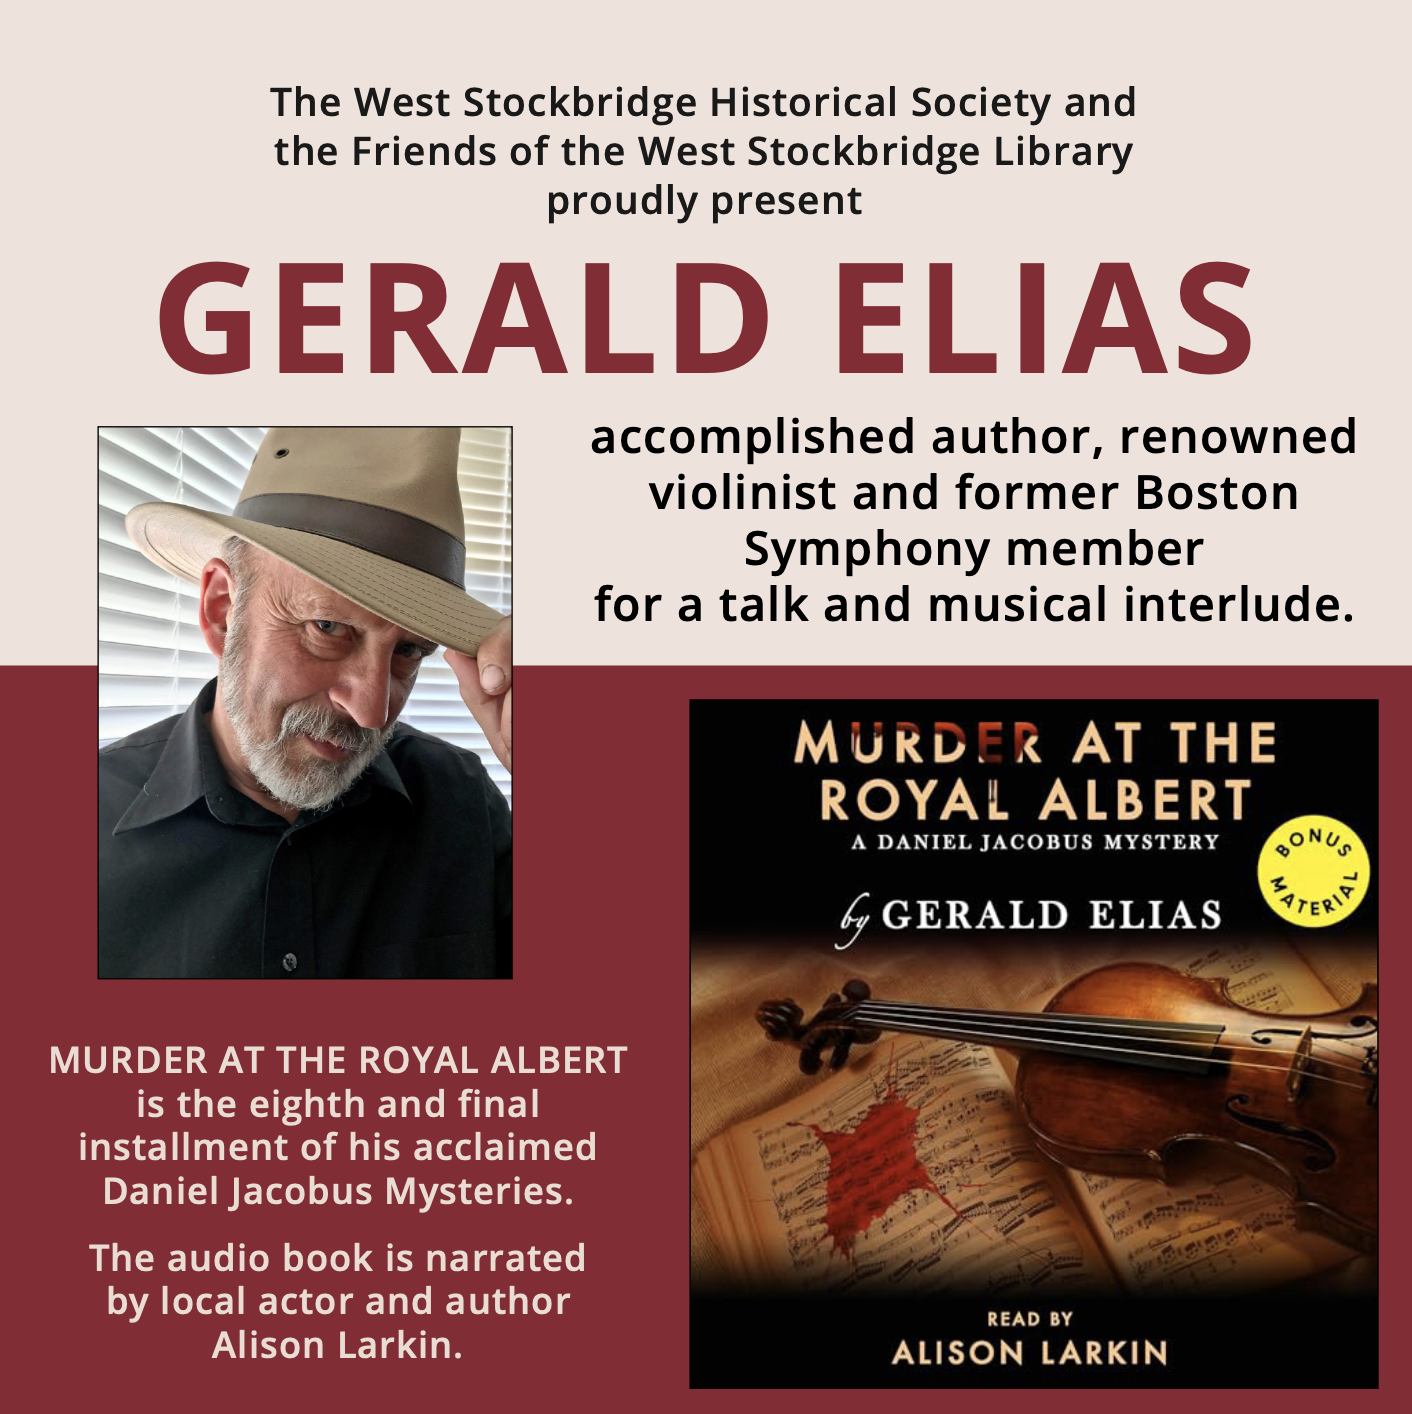 The West Stockbridge Historical Society and
the Friends of the West Stockbridge Library
proudly present
GERALD ELIAS
accomplished author, renowned
violinist and former Boston
Symphony member
for a talk and musical interlude.
MURDER AT THE
ROYAL ALBERT
A DANIEL JACOBUS MYSTERY
by GERALD ELIAS
BONUS
MATERIAL
READ BY
ALISON LARKIN
MURDER AT THE ROYAL ALBERT
is the eighth and final
installment of his acclaimed
Daniel Jacobus Mysteries.
The audio book is narrated
by local actor and author
Alison Larkin.